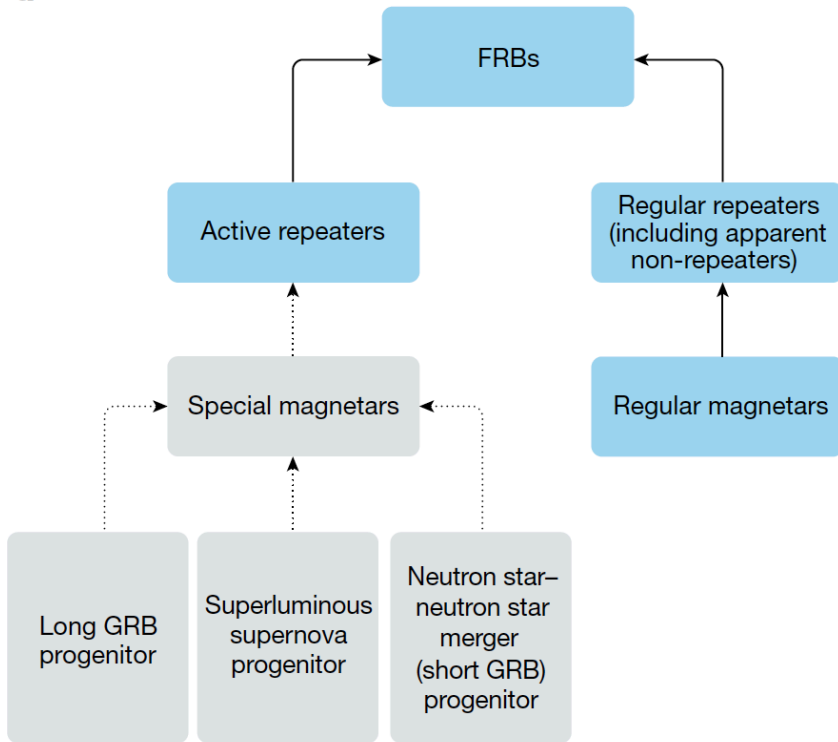 FRBs
Active repeaters
Regular repeaters
(including apparent
non-repeaters)
Special magnetars
Regular magnetars
Long GRB
progenitor
Superluminous
supernova
progenitor
Neutron star–
neutron star
merger
(short GRB)
progenitor